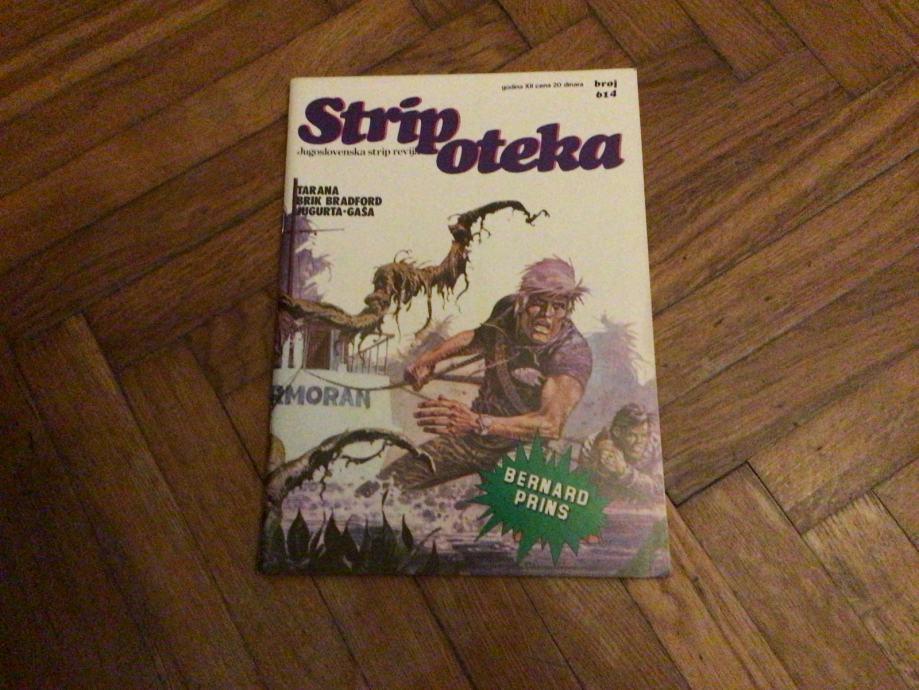 godina XII cena 20 dinara
broj
614
Strip
oteka
Jugoslovenska strip revija
TARANA
BRIK BRADFORD
JUGURTA-GAŠA
RMORAN
BERNARD
PRINS